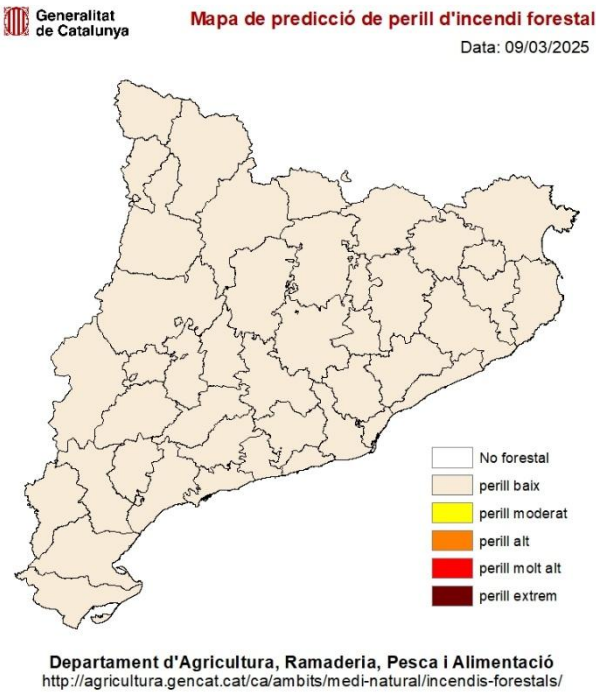 Generalitat
de Catalunya
Mapa de predicció de perill d'incendi forestal
Data: 09/03/2025
No forestal
perill baix
perill moderat
perill alt
perill molt alt
perill extrem
Departament d'Agricultura, Ramaderia, Pesca i Alimentació
http://agricultura.gencat.cat/ca/ambits/medi-natural/incendis-forestals/